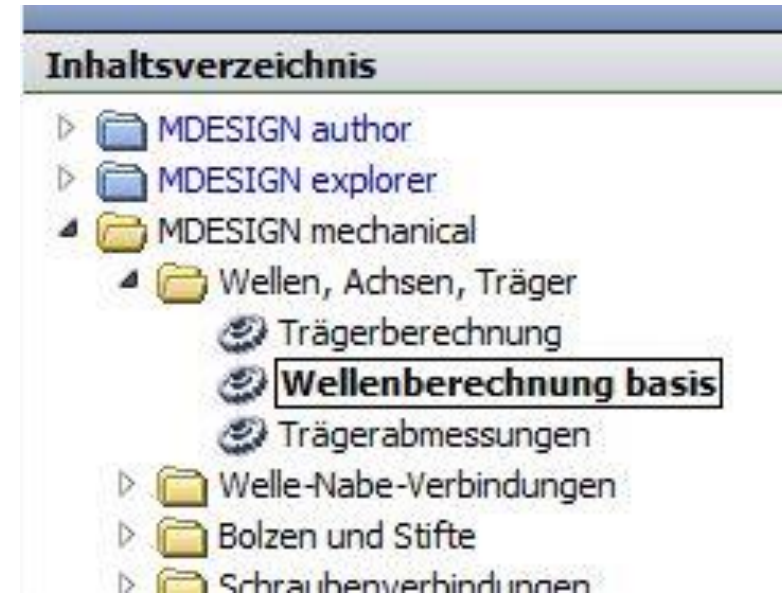 Inhaltsverzeichnis
MDESIGN author
MDESIGN explorer
MDESIGN mechanical
Wellen, Achsen, Träger
Trägerberechnung
Wellenberechnung basis
Trägerabmessungen
Welle-Nabe-Verbindungen
Bolzen und Stifte
Schraubenverbindungen